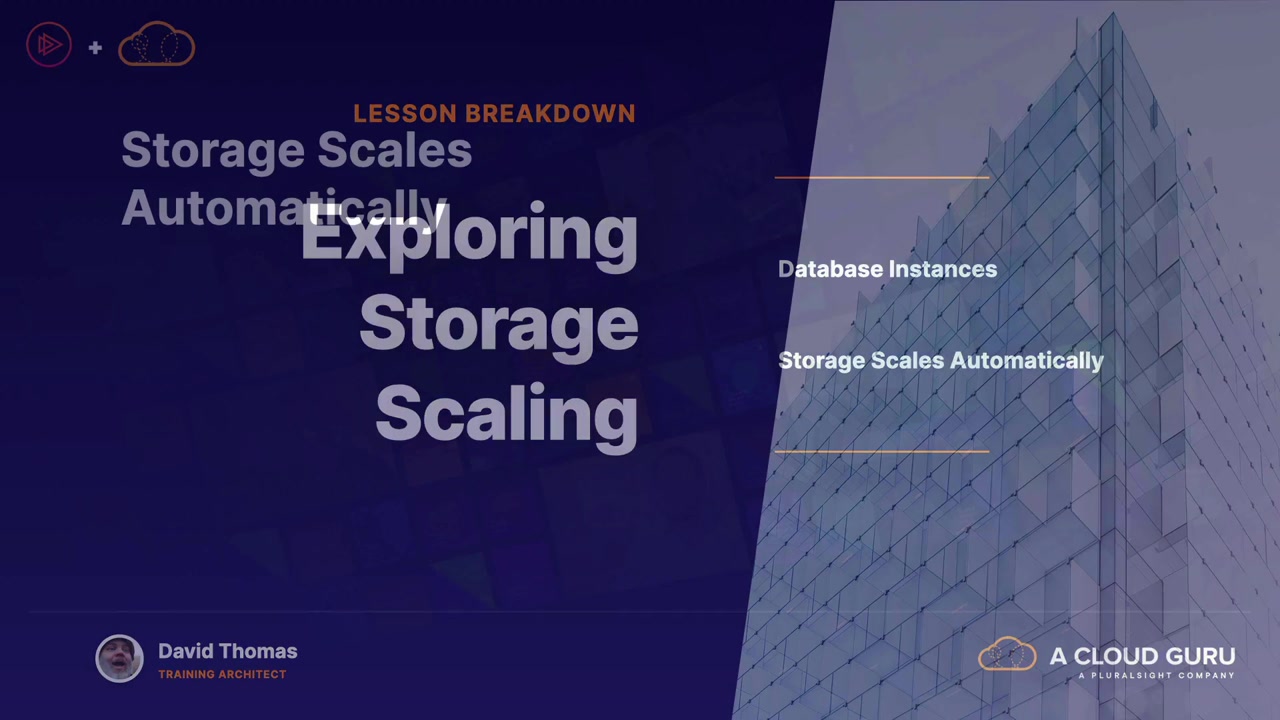 LESSON BREAKDOWN
Storage Scales
Automatically
Exploring
Storage
Scaling
Database Instances
Storage Scales Automatically
David Thomas
TRAINING ARCHITECT
A CLOUD GURU
A PLURALSIGHT COMPANY